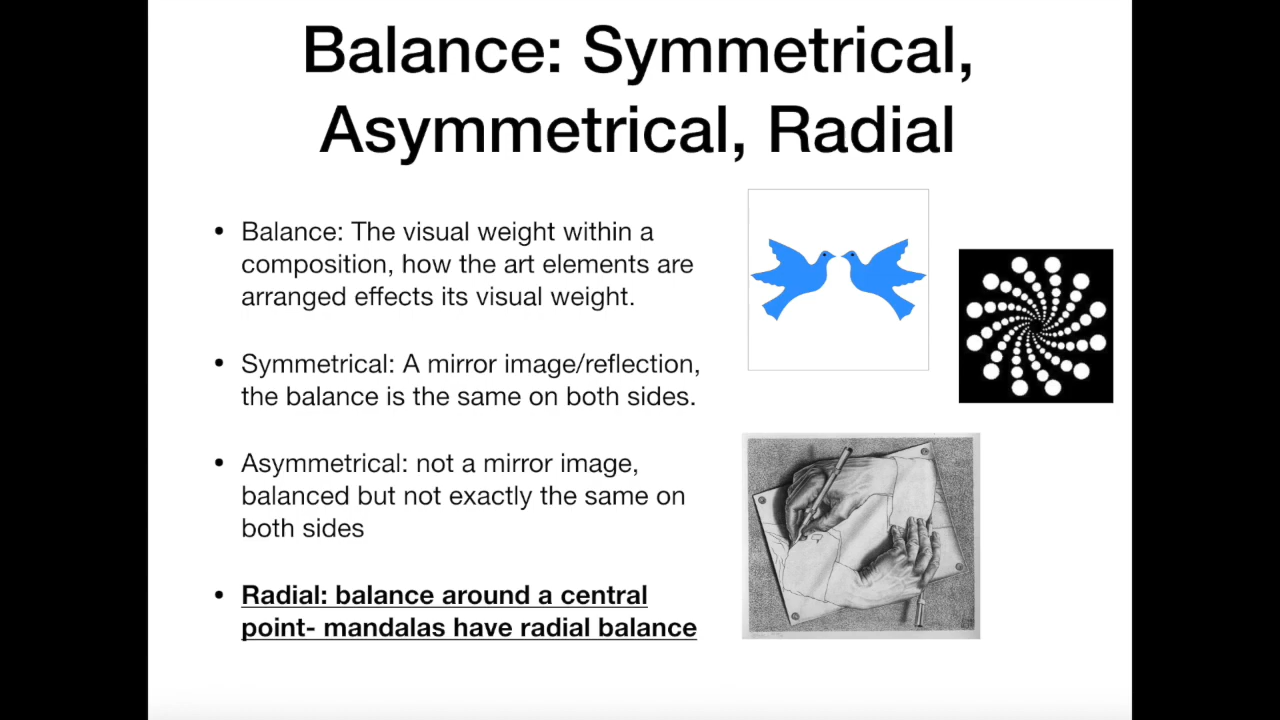 Balance: Symmetrical,
Asymmetrical, Radial
• Balance: The visual weight within a
composition, how the art elements are
arranged effects its visual weight.
• Symmetrical: A mirror image/reflection,
the balance is the same on both sides.
• Asymmetrical: not a mirror image,
balanced but not exactly the same on
both sides
• Radial: balance around a central
point- mandalas have radial balance